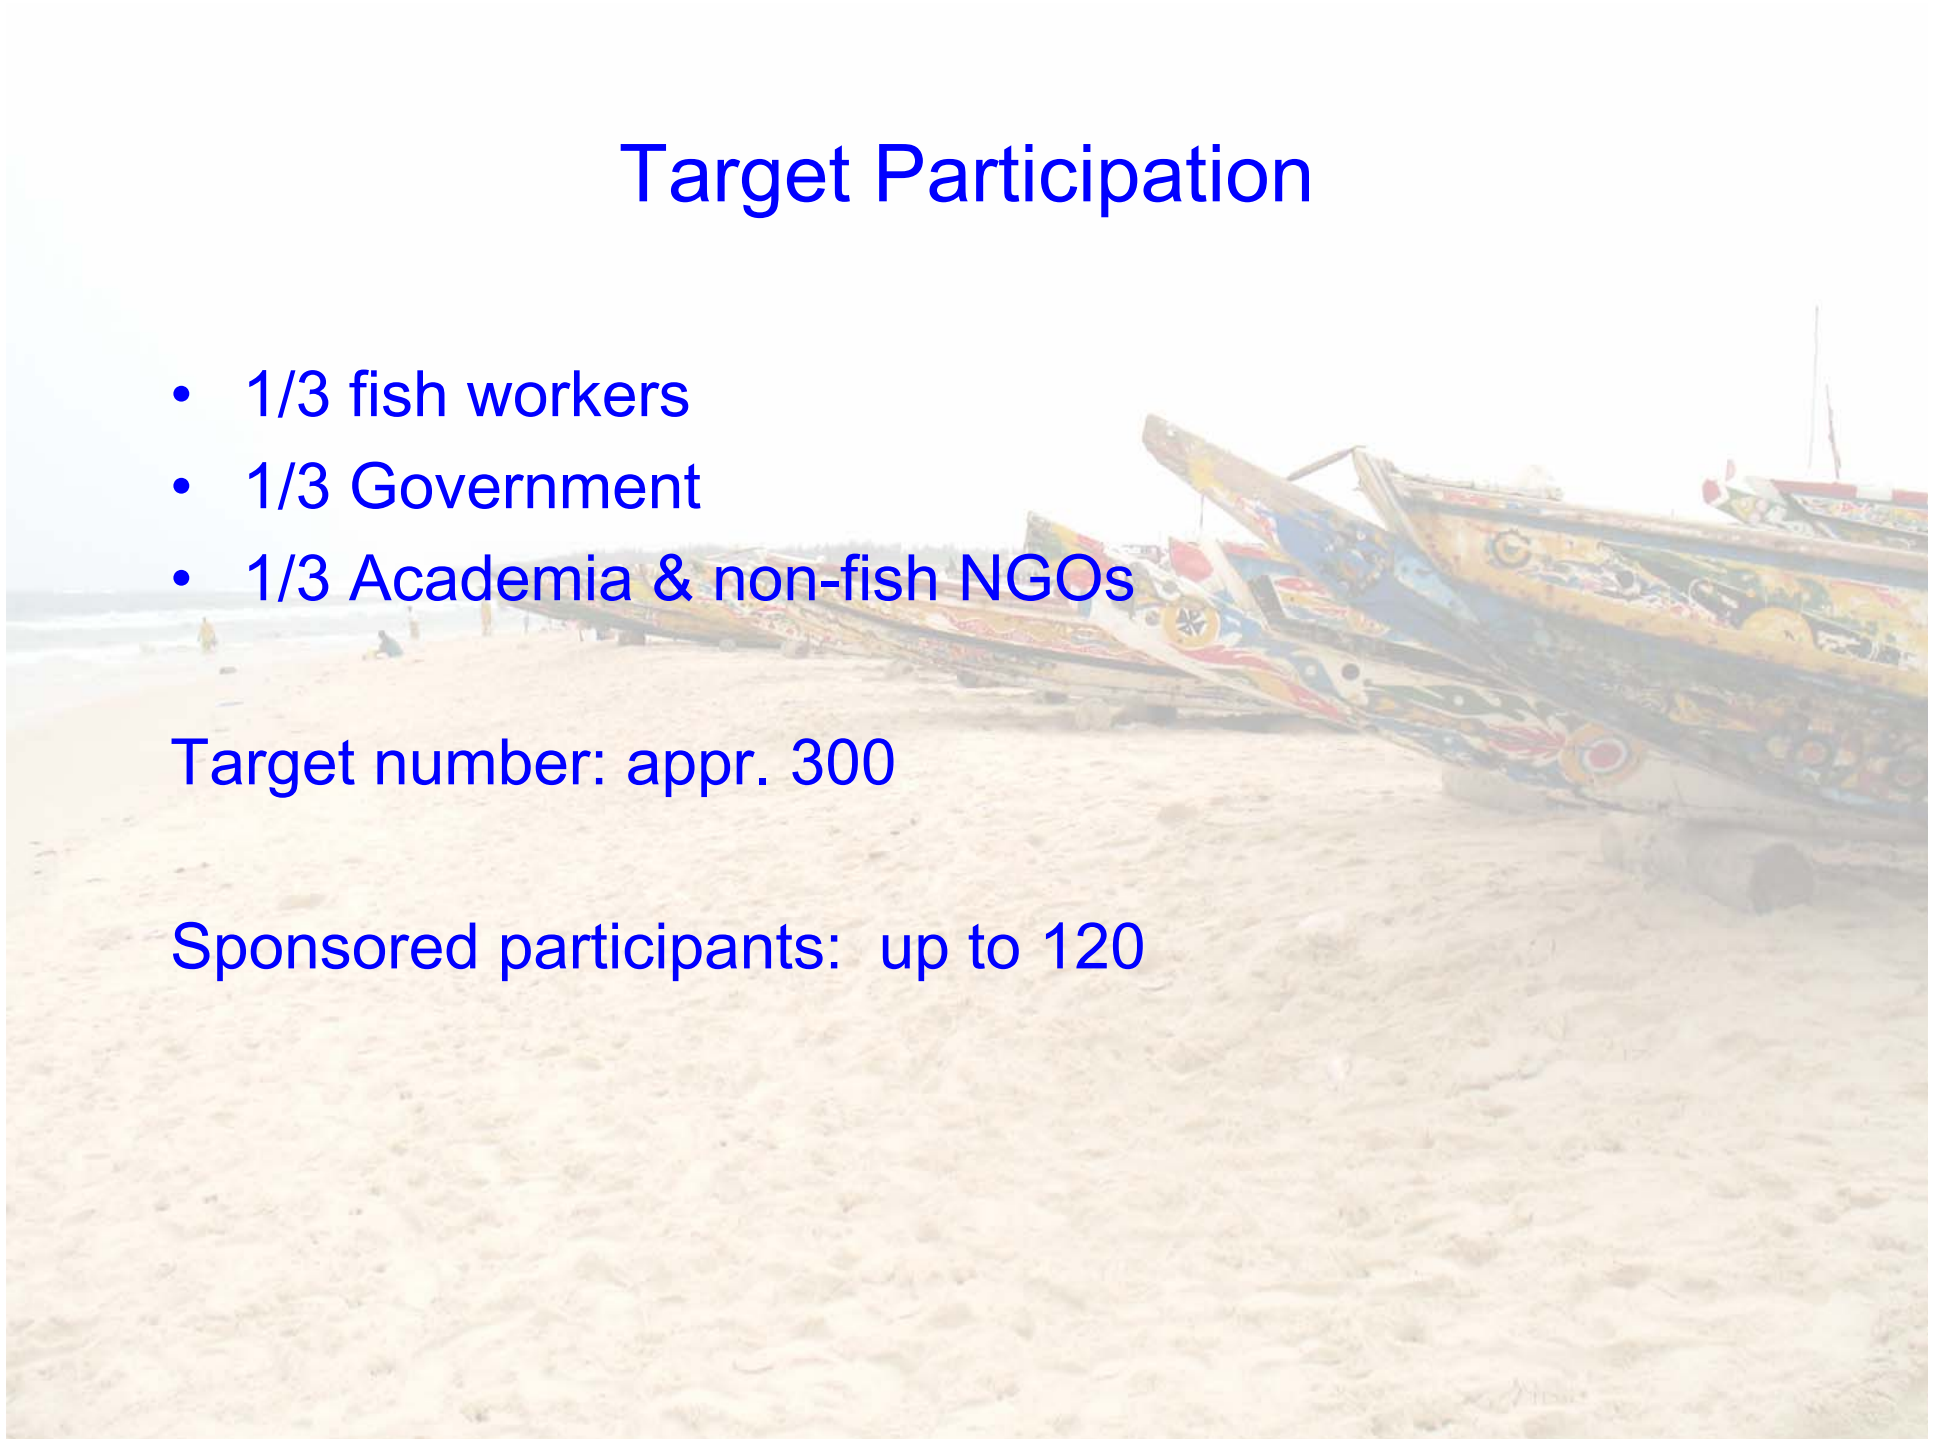 Target Participation
• 1/3 fish workers
• 1/3 Government
• 1/3 Academia & non-fish NGOs
Target number: appr. 300
Sponsored participants:  up to 120